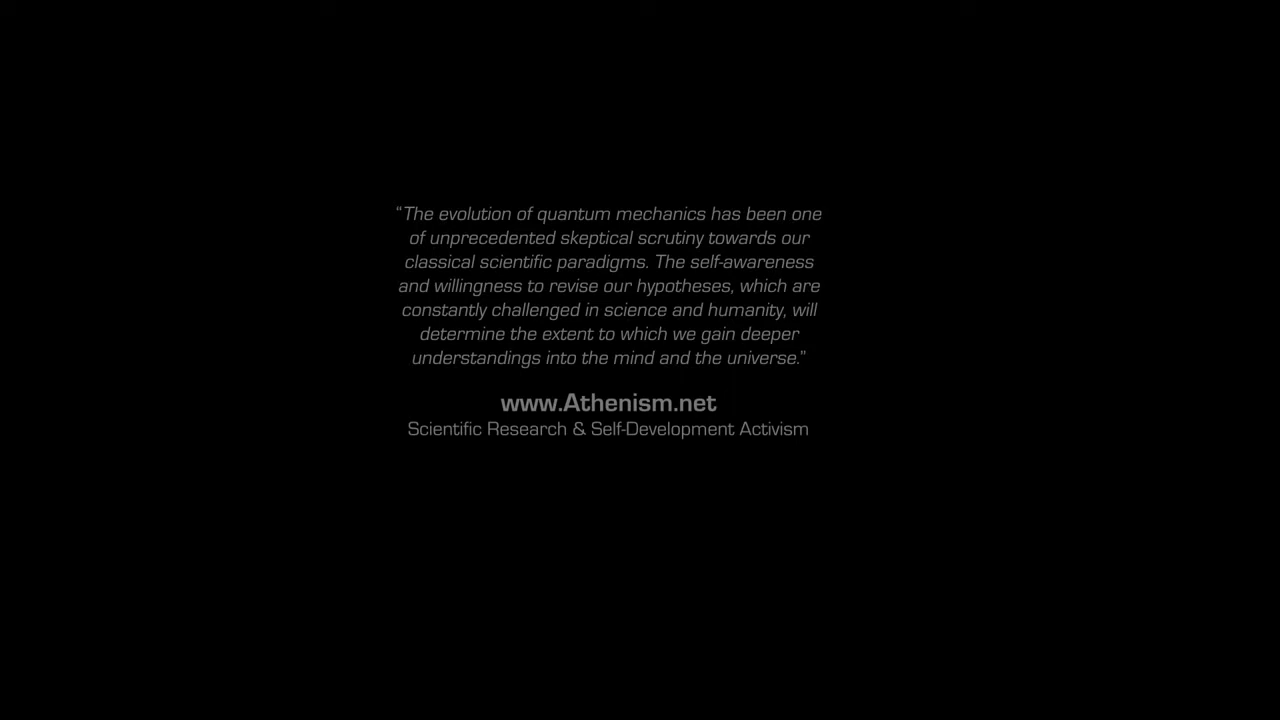 “The evolution of quantum mechanics has been one
of unprecedented skeptical scrutiny towards our
classical scientific paradigms. The self-awareness
and willingness to revise our hypotheses, which are
constantly challenged in science and humanity, will
determine the extent to which we gain deeper
understandings into the mind and the universe.”
www.Athenism.net
Scientific Research & Self-Development Activism